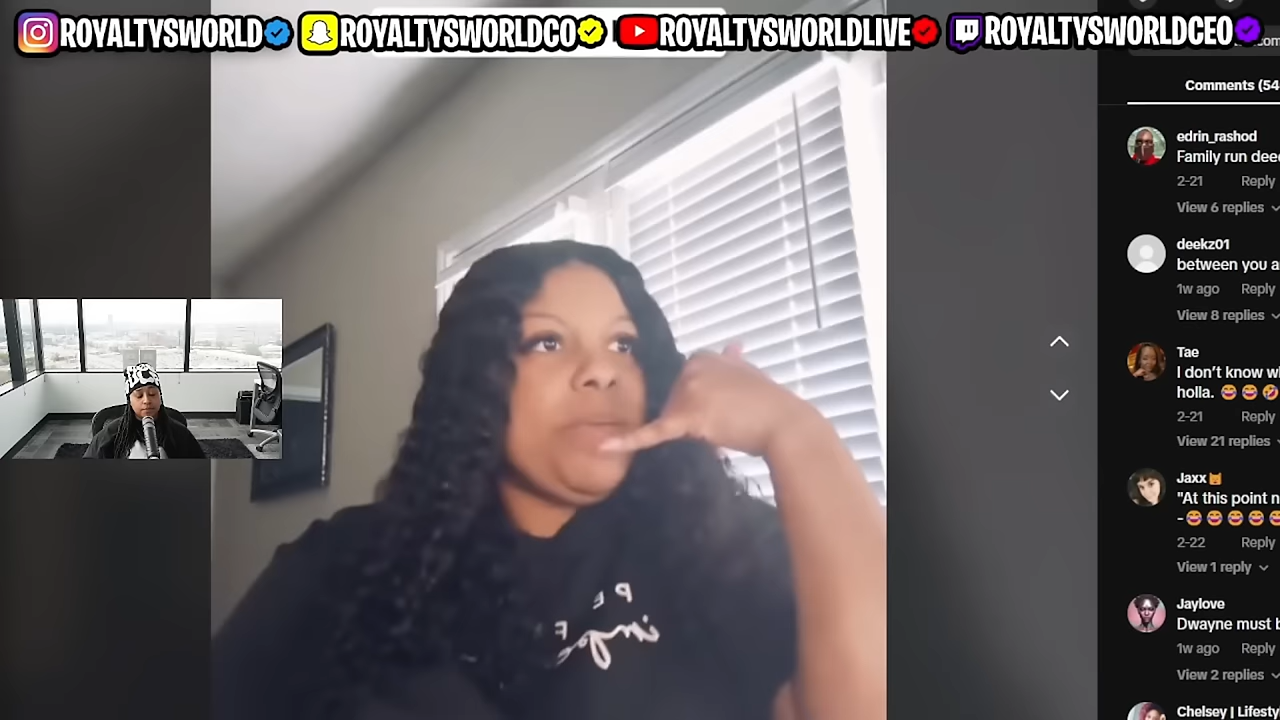 ROYALTYSWORLD ROYALTYSWORLDCO ROYALTYSWORLDLIVE ROYALTYSWORLDCEO
Comments (54
edrin_rashod
Family run
2-21 Reply
View 6 replies
deekz01
between you
1w ago Reply
View 8 replies
Tae
I don't know
holla. 😂 😂 🤣
2-21 Reply
View 21 replies
Jaxx 😺
"At this point
- 😂 😂 😂 😂 😂
2-22 Reply
View 1 reply
Jaylove
Dwayne must
1w ago Reply
View 2 replies
Chelsey | Lifesty